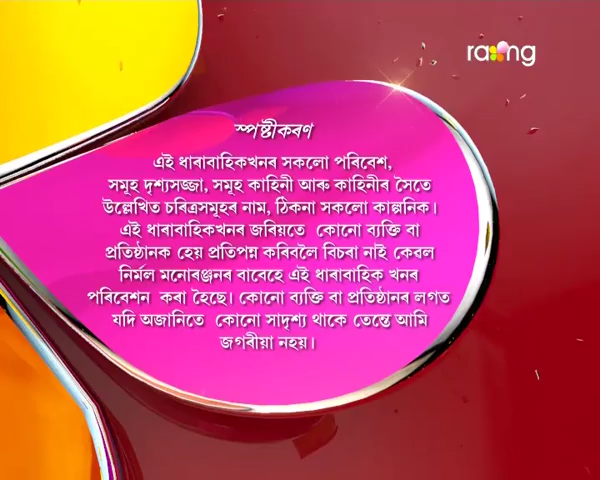 rang
স্পষ্টীকৰণ
এই ধাৰাবাহিকখনৰ সকলো পৰিবেশ,
সমূহ দৃশ্যসজ্জা, সমূহ কাহিনী আৰু কাহিনীৰ সৈতে
উল্লেখিত চৰিত্ৰসমূহৰ নাম, ঠিকনা সকলো কাল্পনিক।
এই ধাৰাবাহিকখনৰ জৰিয়তে কোনো ব্যক্তি বা
প্ৰতিষ্ঠানক হেয় প্ৰতিপন্ন কৰিবলৈ বিচৰা নাই কেৱল
নিৰ্মল মনোৰঞ্জনৰ বাবেহে এই ধাৰাবাহিক খনৰ
পৰিবেশন কৰা হৈছে। কোনো ব্যক্তি বা প্ৰতিষ্ঠানৰ লগত
যদি অজানিতে কোনো সাদৃশ্য থাকে তেন্তে আমি
জগৰীয়া নহয়।